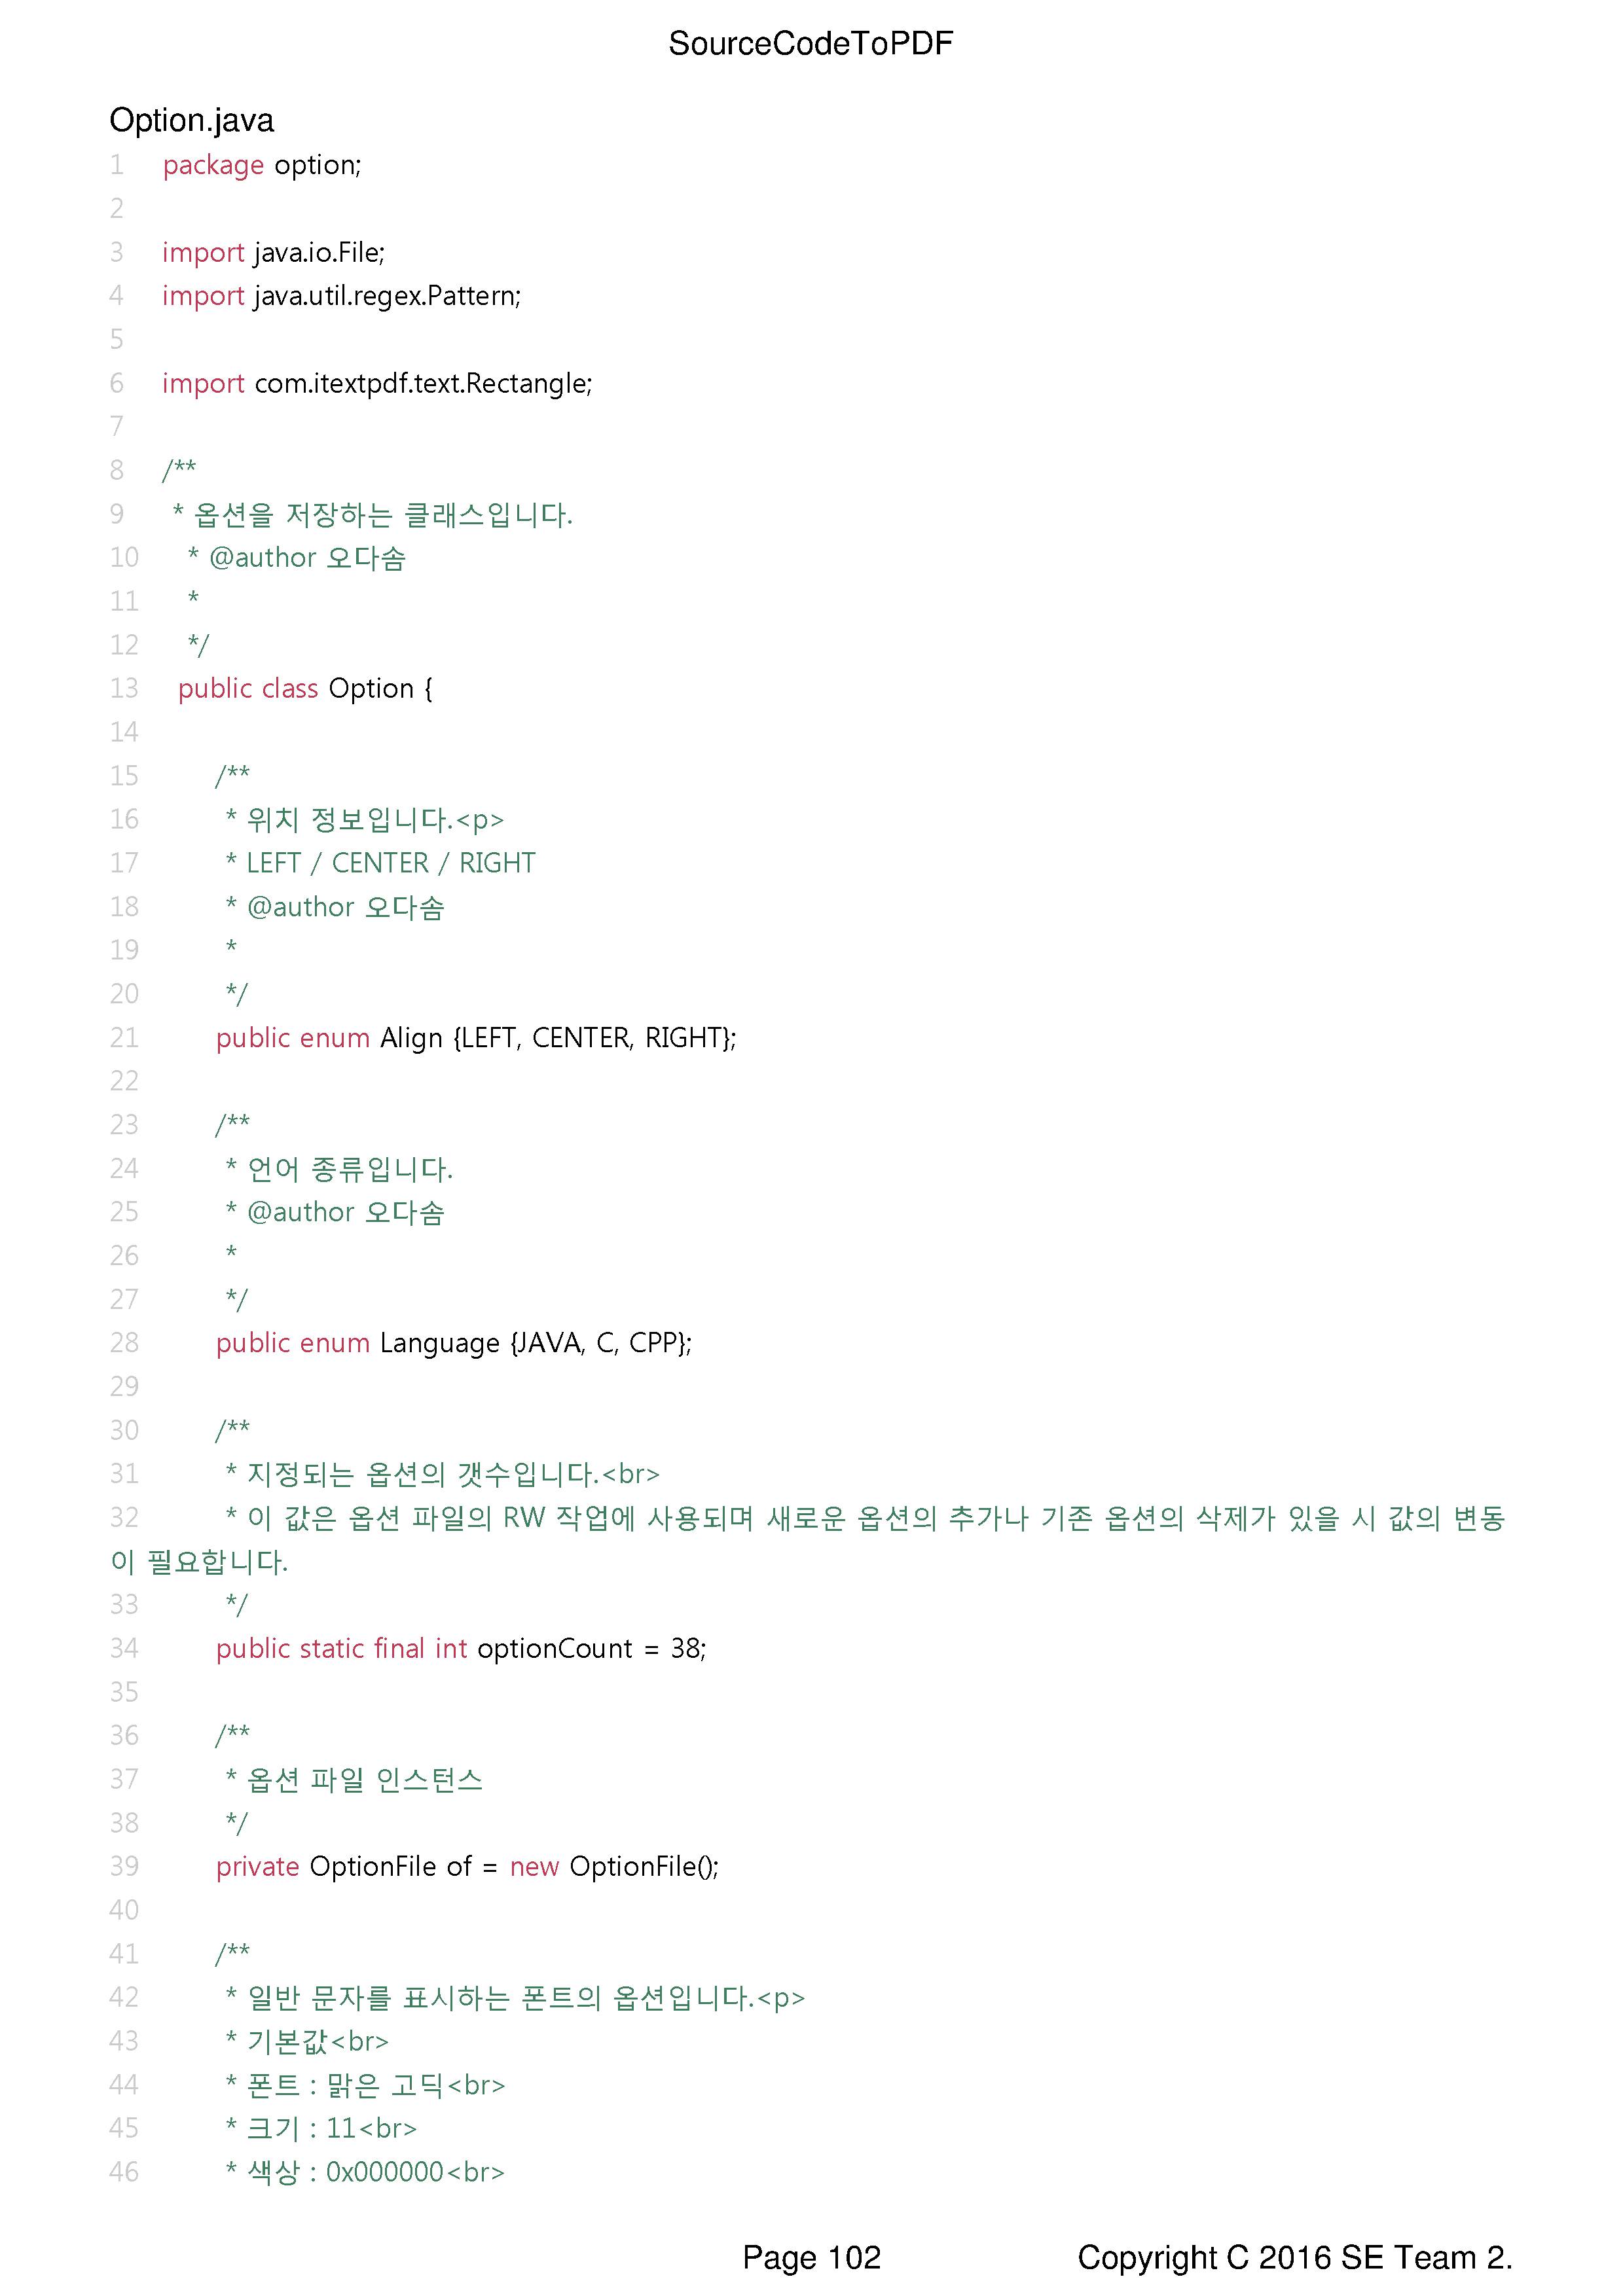 SourceCodeToPDF
Option.java
1 package option;
2
3 import java.io.File;
4 import java.util.regex.Pattern;
5
6 import com.itextpdf.text.Rectangle;
7
8 /**
9 * 옵션을 저장하는 클래스입니다.
10 * @author 오다솜
11 *
12 */
13 public class Option {
14
15 /**
16 * 위치 정보입니다.<p>
17 * LEFT / CENTER / RIGHT
18 * @author 오다솜
19 *
20 */
21 public enum Align {LEFT, CENTER, RIGHT};
22
23 /**
24 * 언어 종류입니다.
25 * @author 오다솜
26 *
27 */
28 public enum Language {JAVA, C, CPP};
29
30 /**
31 * 지정되는 옵션의 갯수입니다.<br>
32 * 이 값은 옵션 파일의 RW 작업에 사용되며 새로운 옵션의 추가나 기존 옵션의 삭제가 있을 시 값의 변동
이 필요합니다.
33 */
34 public static final int optionCount = 38;
35
36 /**
37 * 옵션 파일 인스턴스
38 */
39 private OptionFile of = new OptionFile();
40
41 /**
42 * 일반 문자를 표시하는 폰트의 옵션입니다.<p>
43 * 기본값<br>
44 * 폰트 : 맑은 고딕<br>
45 * 크기 : 11<br>
46 * 색상 : 0x000000<br>
Page 102 Copyright C 2016 SE Team 2.